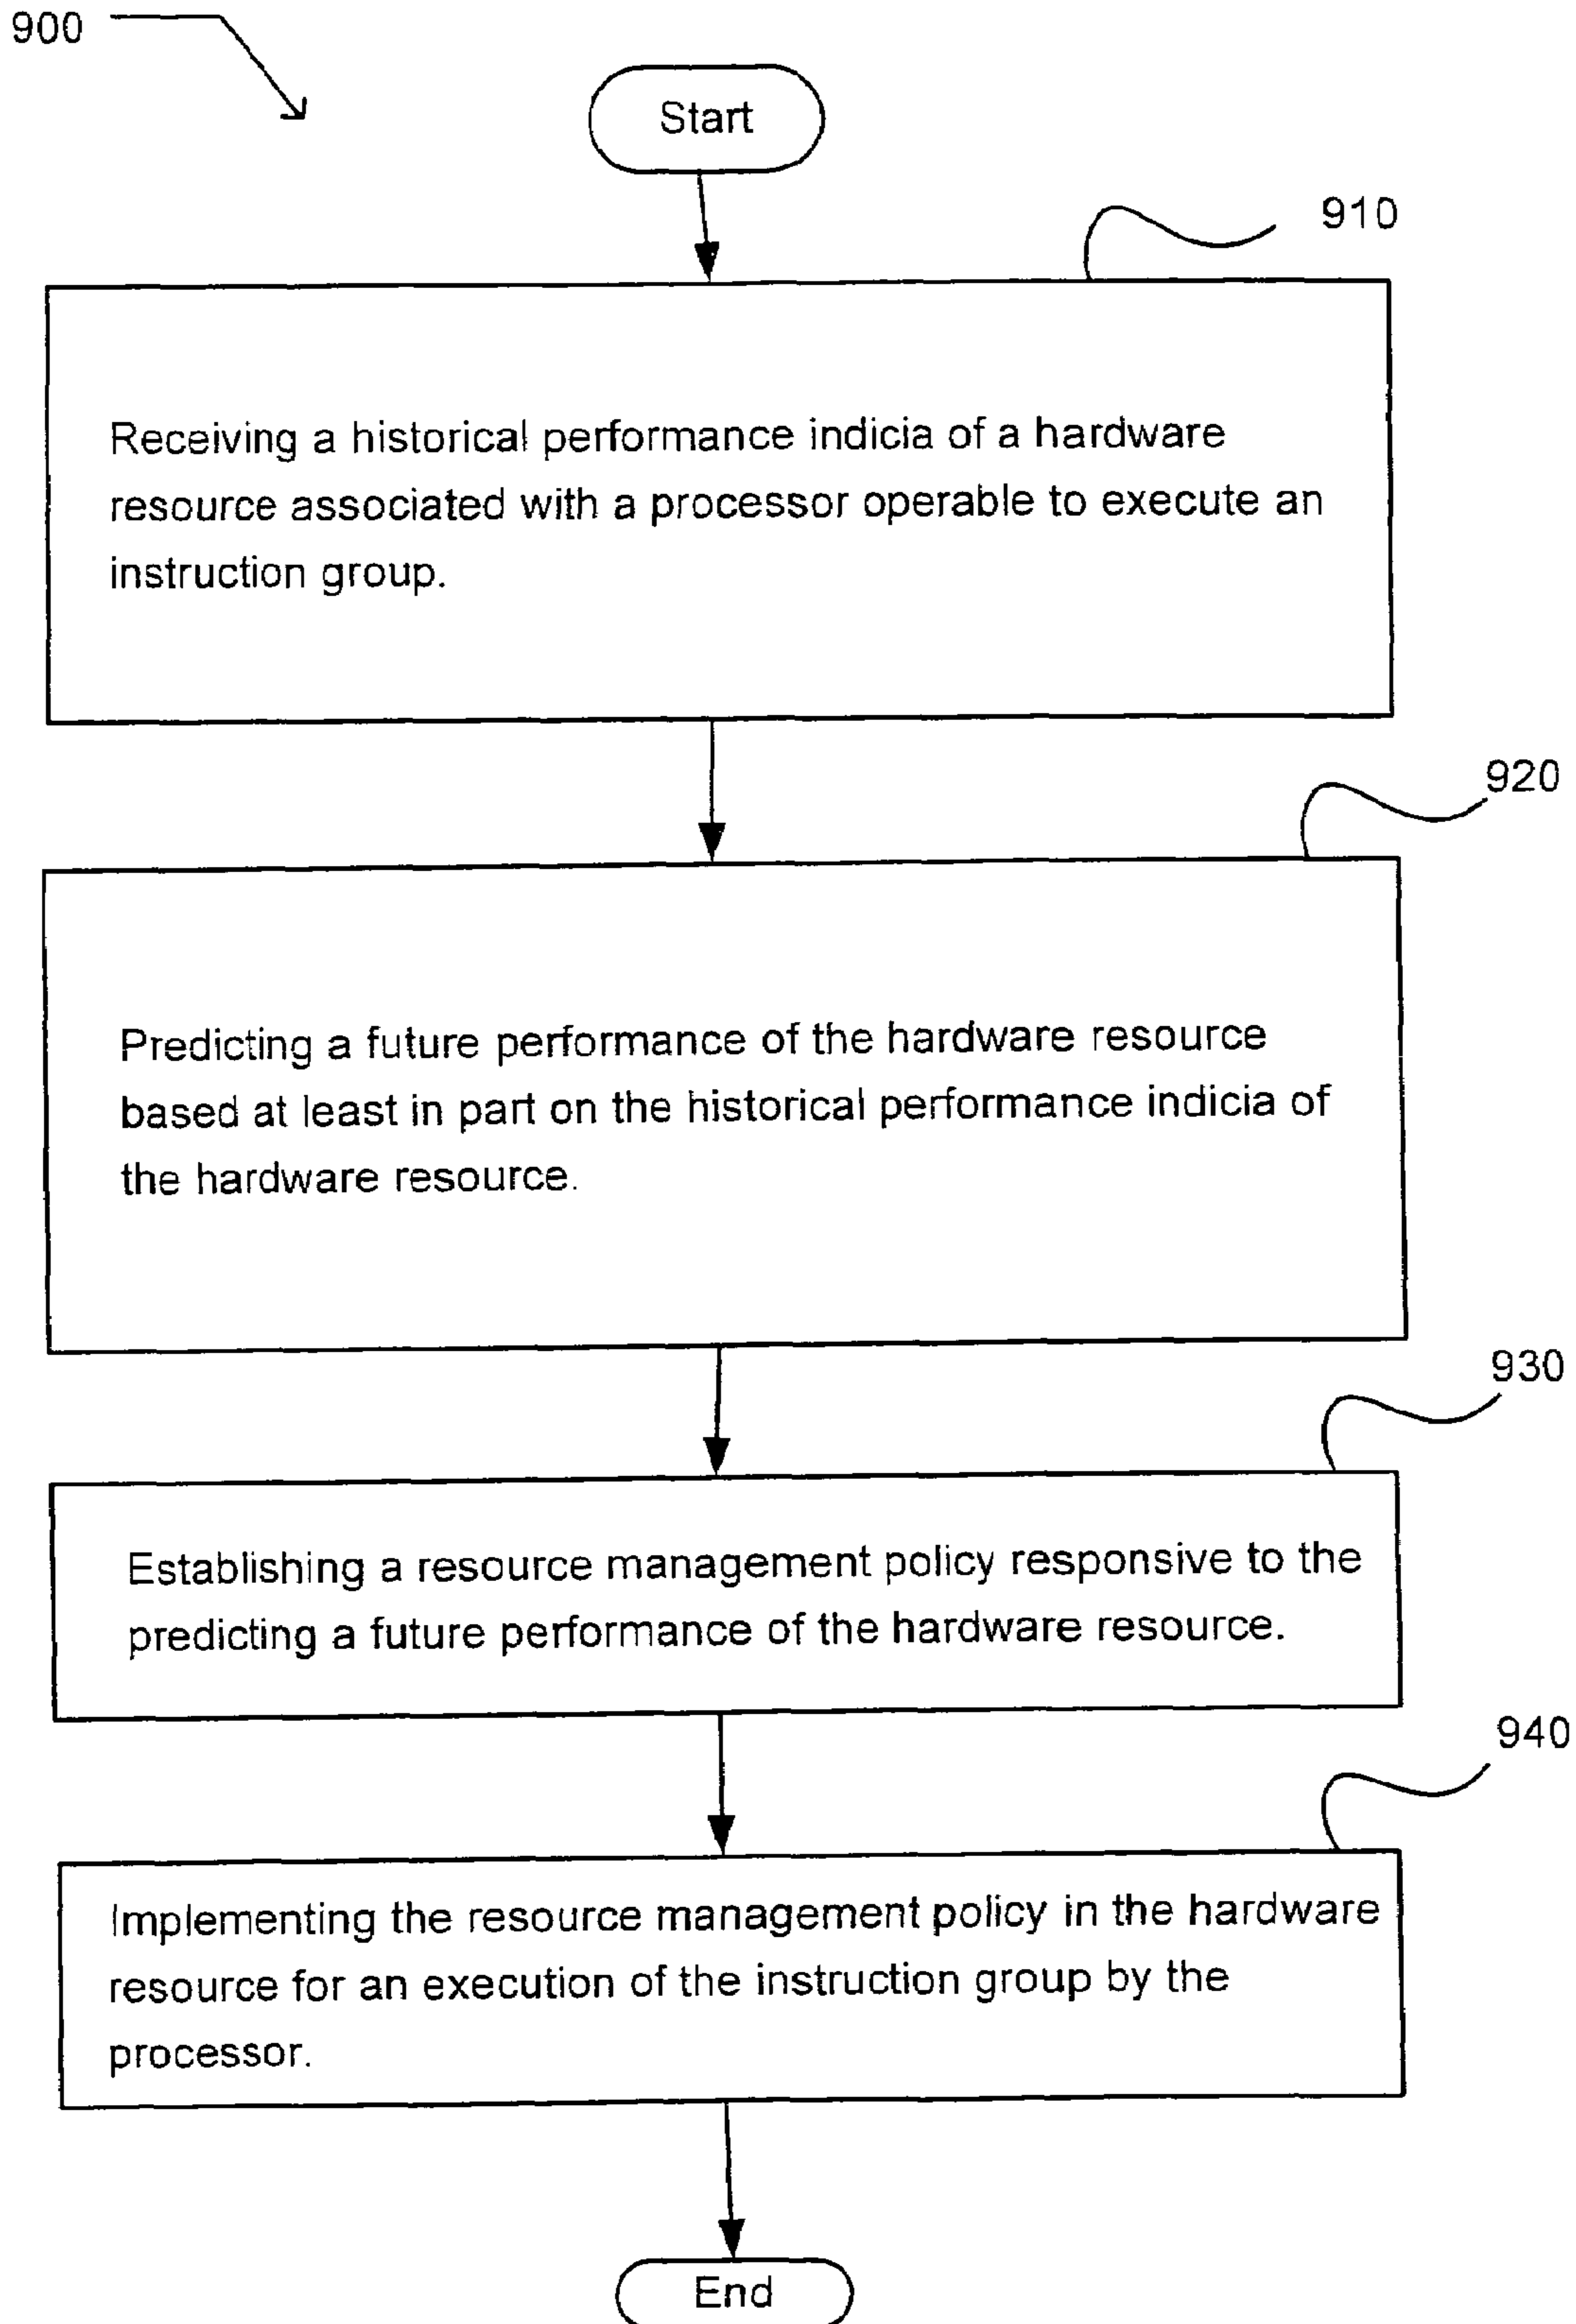 900
Start
910
Receiving a historical performance indicia of a hardware
resource associated with a processor operable to execute an
instruction group.
920
Predicting a future performance of the hardware resource
based at least in part on the historical performance indicia of
the hardware resource.
930
Establishing a resource management policy responsive to the
predicting a future performance of the hardware resource.
940
Implementing the resource management policy in the hardware
resource for an execution of the instruction group by the
processor.
End